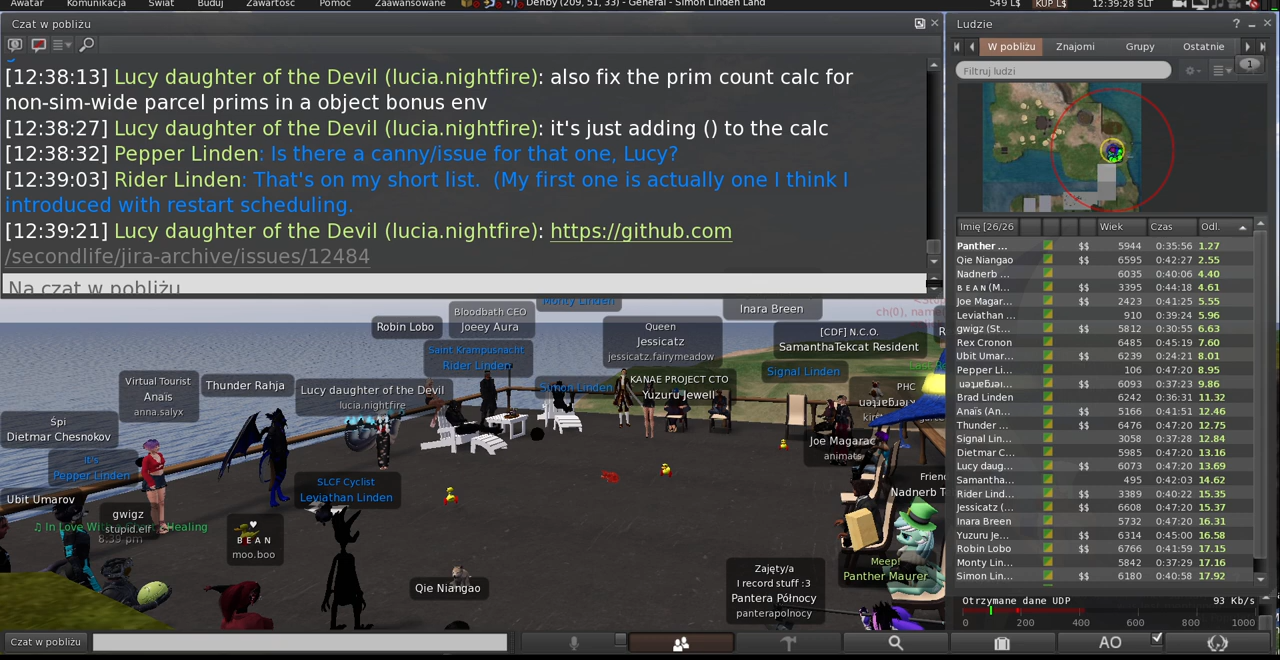 Awatar Komunikacja Świat Buduj Zawartość Pomoc Zaawansowane Denby (209, 51, 33) - General - Simon Linden Land 549 L$ KUP L$ 12:39:28 SLT
Czat w pobliżu
[12:38:13] Lucy daughter of the Devil (lucia.nightfire): also fix the prim count calc for
non-sim-wide parcel prims in a object bonus env
[12:38:27] Lucy daughter of the Devil (lucia.nightfire): it's just adding () to the calc
[12:38:32] Pepper Linden: Is there a canny/issue for that one, Lucy?
[12:39:03] Rider Linden: That's on my short list. (My first one is actually one I think I
introduced with restart scheduling.
[12:39:21] Lucy daughter of the Devil (lucia.nightfire): https://github.com
/secondlife/jira-archive/issues/12484
Na czat w pobliżu
Monty Linden
Inara Breen
ch(0), name(
Bloodbath CEO
Joeey Aura
Robin Lobo
Queen
Jessicatz
jessicatz.fairymeadow
[CDF] N.C.O.
SamanthaTekcat Resident
Saint Krampusnacht
Rider Linden
Signal Linden
Simon Linden
KANAE PROJECT CTO
Yuzuru Jewell
Virtual Tourist
Anais
anna.salyx
Thunder Rahja
Lucy daughter of the Devil
lucia.nightfire
PHC
Śpi
Dietmar Chesnokov
It's
Pepper Linden
Joe Magarac
animats
SLCF Cyclist
Leviathan Linden
Ubit Umarov
Nadnerb T
gwigz
stupid.elf
♫ In Love With
Healing
8:39 pm
B E A N
moo.boo
Meep!
Panther Maurer
Qie Niangao
Zajęty/a
I record stuff :3
Pantera Północy
panterapolnocy
Czat w pobliżu
Ludzie
W pobliżu Znajomi Grupy Ostatnie
Filtruj ludzi
1
Imię [26/26 Wiek Czas Odl.
Panther ... $$ 5944 0:35:56 1.27
Qie Niangao $$ 6595 0:42:27 2.55
Nadnerb ... 6035 0:40:06 4.40
ʙ ᴇ ᴀ ɴ (M... $$ 3395 0:44:18 4.61
Joe Magar... $$ 2423 0:41:25 5.55
Leviathan ... 910 0:39:24 5.96
gwigz (St... $$ 5812 0:30:55 6.63
Rex Cronon 6485 0:45:19 7.60
Ubit Umar... $$ 6239 0:24:21 8.01
Pepper Li... 106 0:47:20 8.95
$$ 6093 0:37:23 9.86
Brad Linden 6242 0:36:31 11.32
Anaïs (An... $$ 5166 0:41:51 12.46
Thunder ... $$ 6476 0:47:20 12.75
Signal Lin... 3058 0:37:28 12.84
Dietmar C... 5985 0:47:20 13.16
Lucy daug... $$ 6073 0:47:20 13.69
Samantha... 495 0:42:03 14.62
Rider Lind... $$ 3389 0:40:22 15.35
Jessicatz (... $$ 6608 0:47:20 15.37
Inara Breen 5732 0:47:20 16.31
Yuzuru Je... $$ 6314 0:45:00 16.58
Robin Lobo $$ 6766 0:41:59 17.15
Monty Lin... 5842 0:37:29 17.16
Simon Lin... $$ 6180 0:40:58 17.92
Otrzymane dane UDP 93 Kb/s
0 200 400 600 800 1000
AO